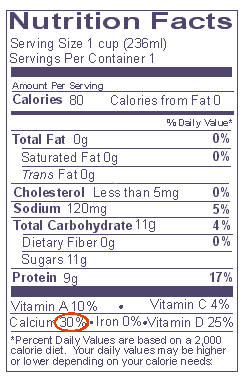 Nutrition Facts
Serving Size 1 cup (236ml)
Servings Per Container 1
Amount Per Serving
Calories 80 Calories from Fat 0
% Daily Value*
Total Fat 0g 0%
Saturated Fat 0g 0%
Trans Fat 0g
Cholesterol Less than 5mg 0%
Sodium 120mg 5%
Total Carbohydrate 11g 4%
Dietary Fiber 0g 0%
Sugars 11g
Protein 9g 17%
Vitamin A 10% • Vitamin C 4%
Calcium 30% • Iron 0% • Vitamin D 25%
*Percent Daily Values are based on a 2,000
calorie diet. Your daily values may be higher
or lower depending on your calorie needs: